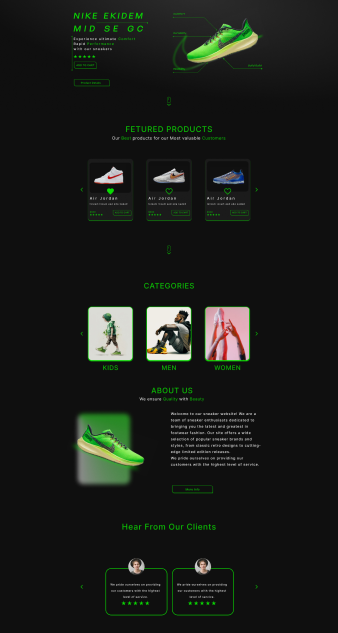 NIKE EKIDEM
MID SE GC
Experience ultimate Comfort
Rapid Performance
with our sneakers
ADD TO CART
FETURED PRODUCTS
Our Best products for our Most valuable Customers
Air Jordan
Air Jordan
Air Jordan
ADD TO CART
ADD TO CART
ADD TO CART
CATEGORIES
KIDS
MEN
WOMEN
ABOUT US
We ensure Quality with Beauty
Welcome to our sneaker website! We are a
team of sneaker enthusiasts dedicated to
bringing you the latest and greatest in
footwear fashion. Our site offers a wide
selection of popular sneaker brands and
styles, from classic retro designs to cutting-
edge limited edition releases.
We pride ourselves on providing our
customers with the highest level of service.
Hear From Our Clients
We pride ourselves on providing
our customers with the highest
level of service.
We pride ourselves on providing
our customers with the highest
level of service.